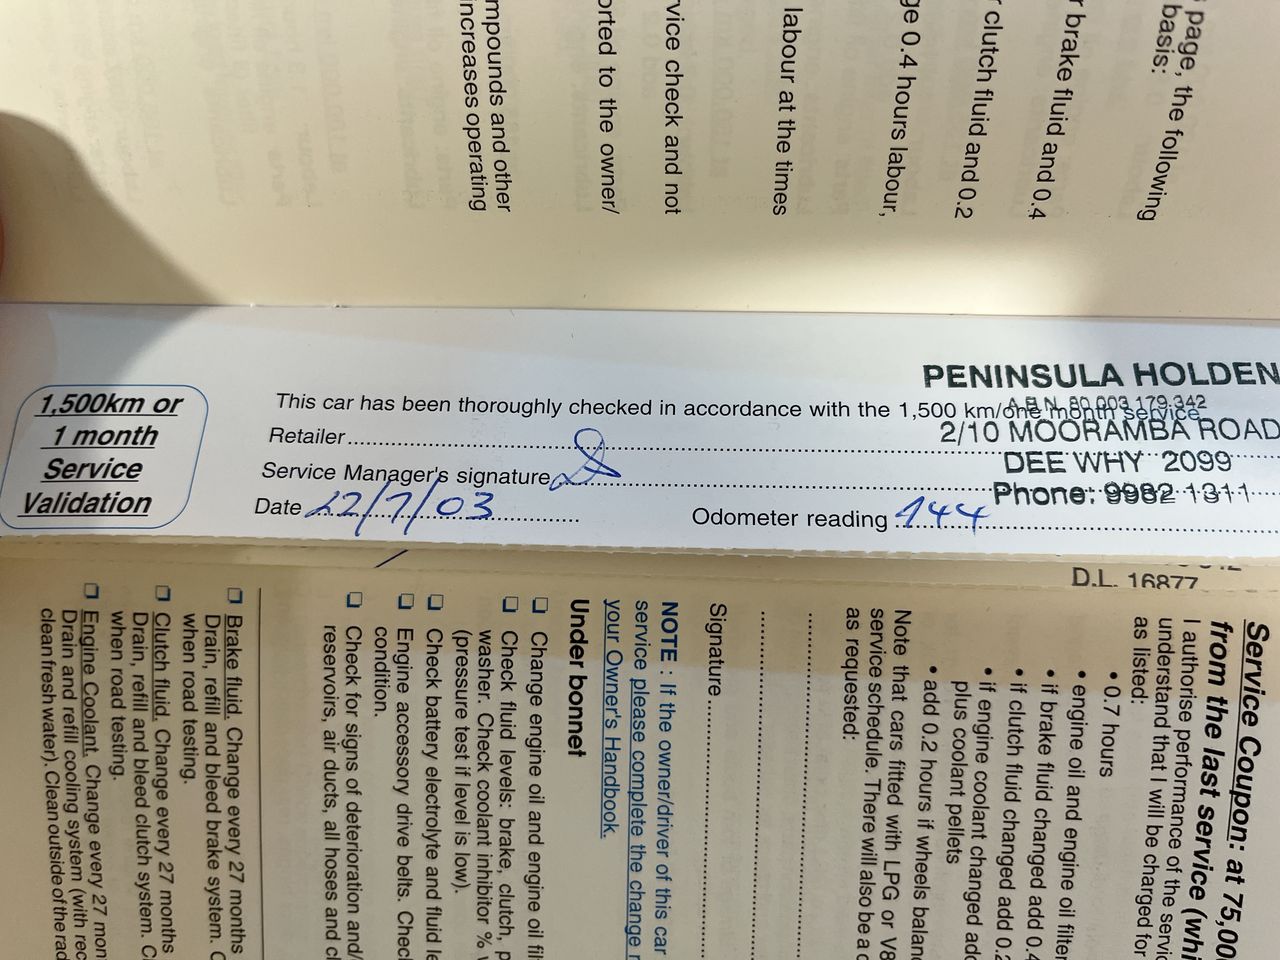 s page, the following
basis:
r brake fluid and 0.4
r clutch fluid and 0.2
ge 0.4 hours labour,
labour at the times
vice check and not
orted to the owner/
mpounds and other
increases operating
1,500km or
1 month
Service
Validation
This car has been thoroughly checked in accordance with the 1,500 km/one month service
Retailer
Service Manager's signature
Date 22/7/03
Odometer reading 144
PENINSULA HOLDEN
A.B.N. 80 003 179 342
2/10 MOORAMBA ROAD
DEE WHY 2099
Phone: 9982 1311
D.L. 16877
Service Coupon: at 75,00
from the last service (whi
I authorise performance of the servic
understand that I will be charged for
as listed:
• 0.7 hours
• engine oil and engine oil filter
• if brake fluid changed add 0.4
• if clutch fluid changed add 0.2
• if engine coolant changed add
plus coolant pellets
• add 0.2 hours if wheels balanc
Note that cars fitted with LPG or V8
service schedule. There will also be a c
as requested:
Signature
NOTE : If the owner/driver of this car
service please complete the change r
your Owner's Handbook.
Under bonnet
❏ Change engine oil and engine oil filt
❏ Check fluid levels: brake, clutch, p
washer. Check coolant inhibitor %
(pressure test if level is low).
❏ Check battery electrolyte and fluid le
❏ Engine accessory drive belts. Check
condition.
❏ Check for signs of deterioration and/
reservoirs, air ducts, all hoses and cl
❏ Brake fluid. Change every 27 months
Drain, refill and bleed brake system. C
when road testing.
❏ Clutch fluid. Change every 27 months
Drain, refill and bleed clutch system. C
when road testing.
❏ Engine Coolant. Change every 27 mon
Drain and refill cooling system (with rec
clean fresh water). Clean outside of the rad